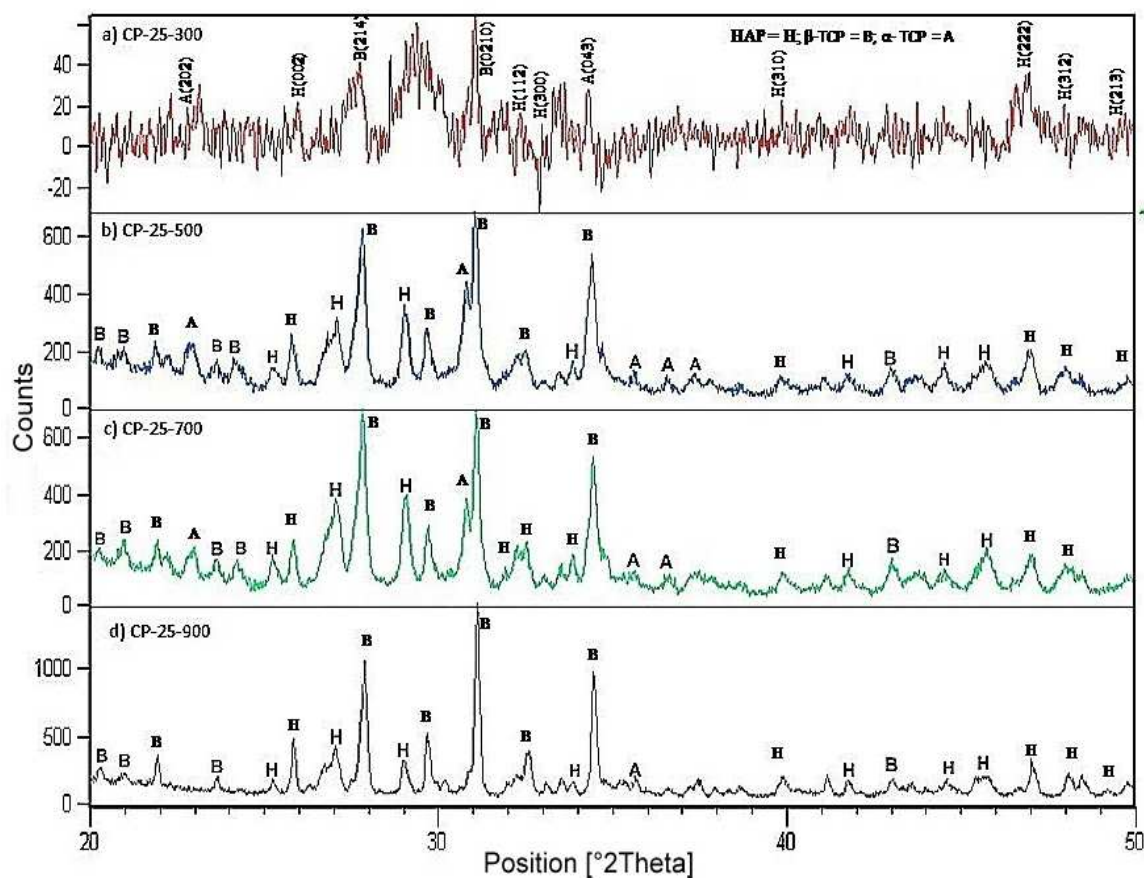 Counts
a) CP-25-300
HAP = H; β-TCP = B; α- TCP = A
A(202) H(002) B(214) B(0210) H(112) H(300) A(043) H(310) H(222) H(312) H(213)
40
20
0
-20
b) CP-25-500
B B B A B B H H H B H B A B B H B A A A H H B H H H H H
600
400
200
0
c) CP-25-700
B B B A B B H H H B H B A B H H H B A A H H B H H H H
600
400
200
0
d) CP-25-900
B B B B H H H B H B B B H B A H H B H H H H H
1000
500
0
20 30 40 50
Position [°2Theta]